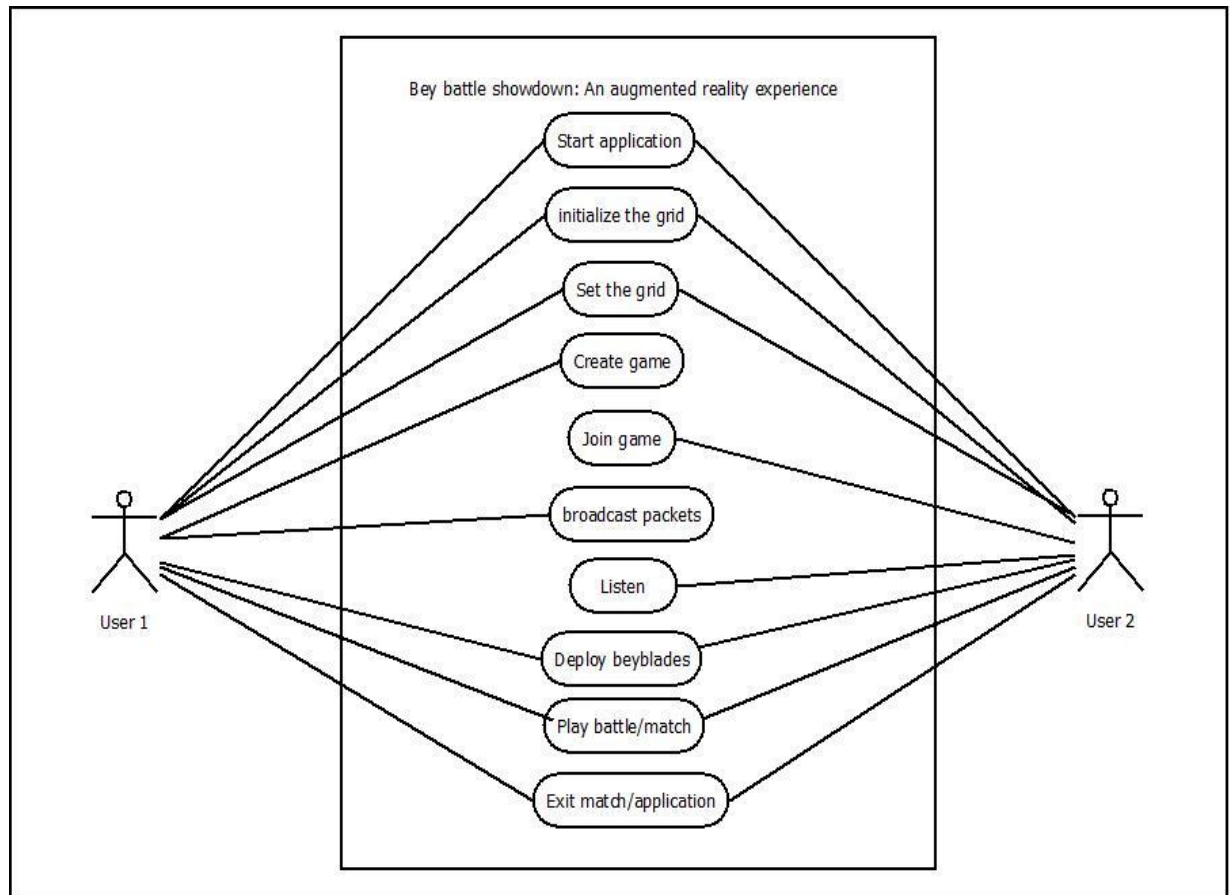 Bey battle showdown: An augmented reality experience
Start application
initialize the grid
Set the grid
Create game
Join game
broadcast packets
Listen
User 1
User 2
Deploy beyblades
Play battle/match
Exit match/application